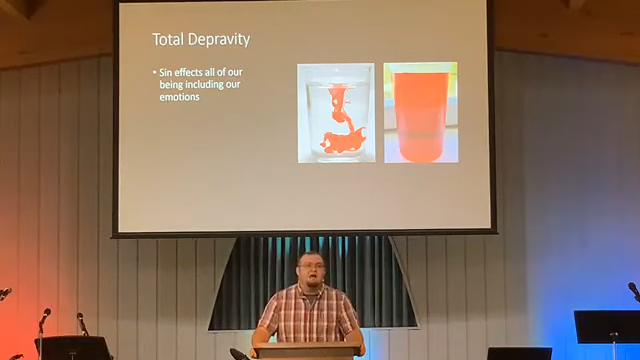 Total Depravity
• Sin effects all of our
being including our
emotions